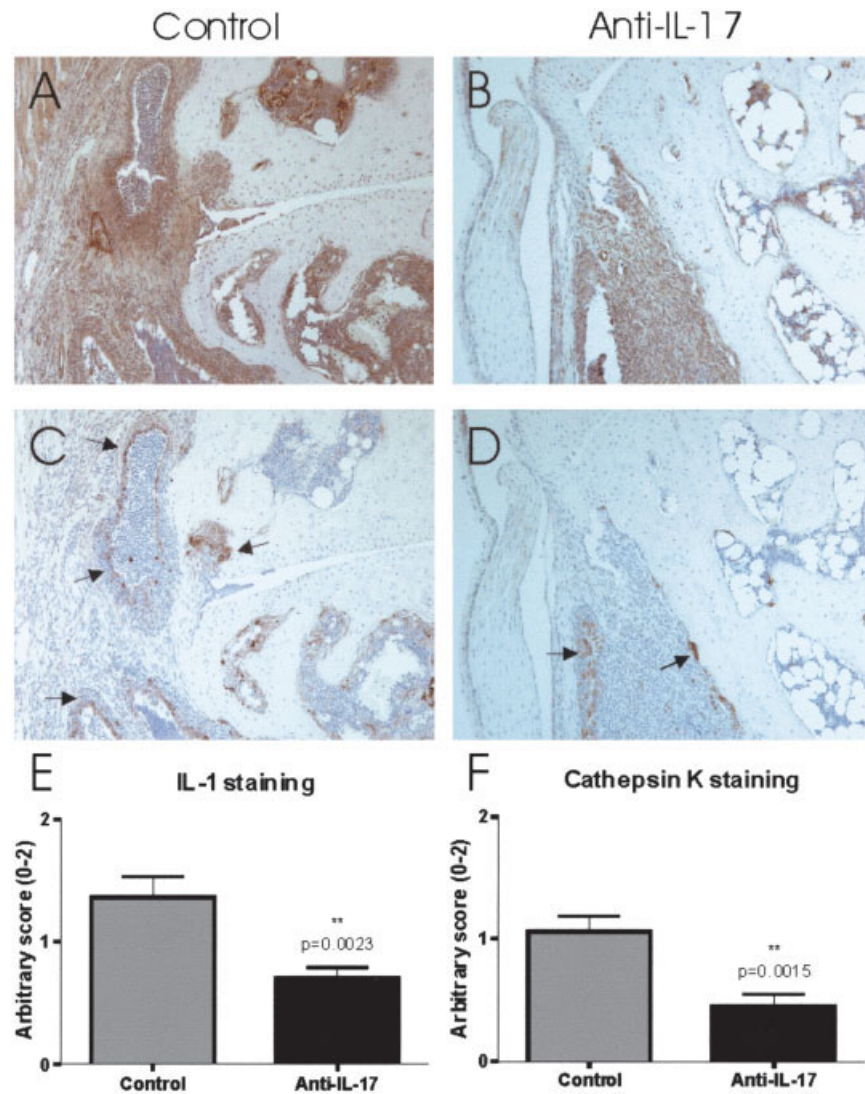 Control Anti-IL-17
A B
C D
E IL-1 staining
Arbitrary score (0-2)
2
1
0
**
p=0.0023
Control Anti-IL-17
F Cathepsin K staining
Arbitrary score (0-2)
2
1
0
**
p=0.0015
Control Anti-IL-17